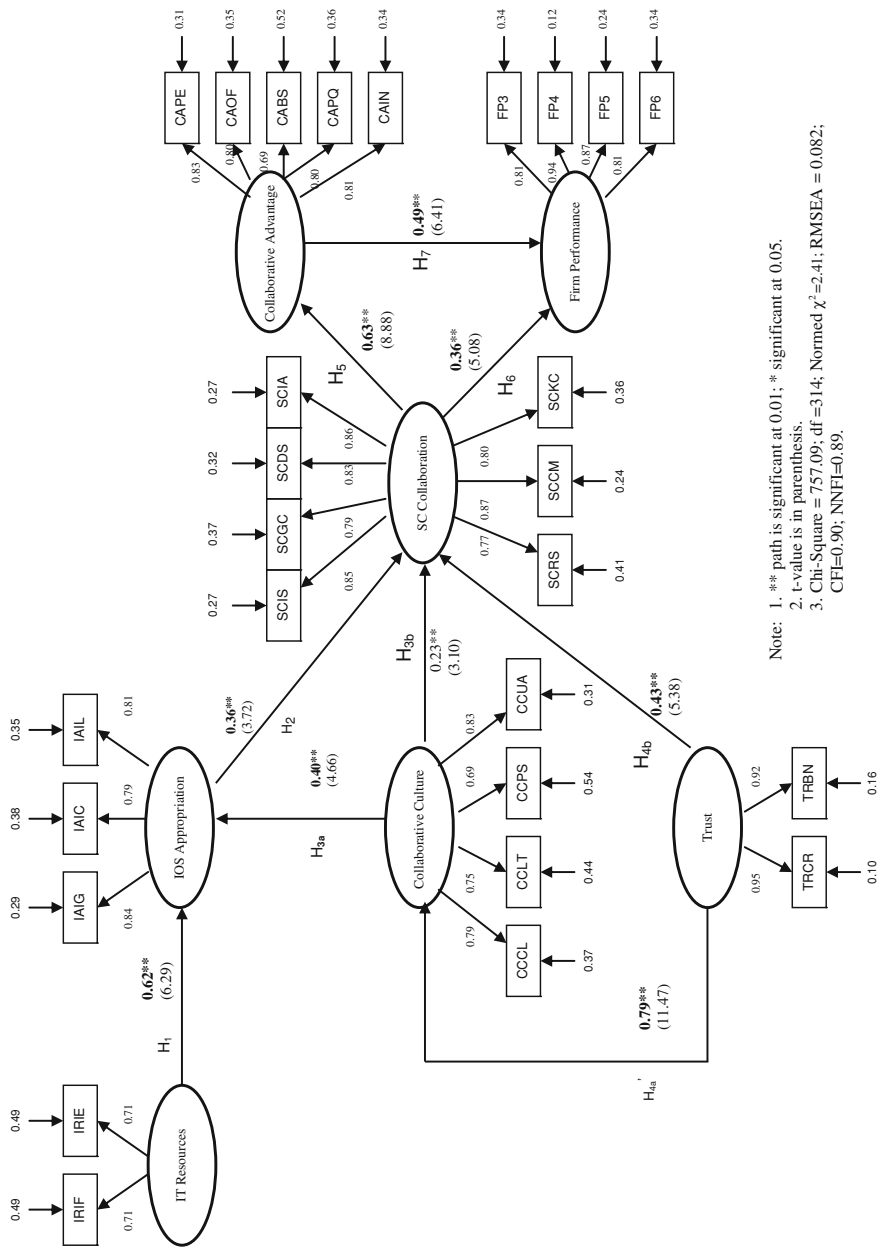 0.49
0.49
0.29
0.38
0.35
IRIF
IRIE
IAIG
IAIC
IAIL
0.71
0.71
0.84
0.79
0.81
IT Resources
H1
0.62**
(6.29)
IOS Appropriation
0.36**
(3.72)
H2
H3a
0.40**
(4.66)
0.27
0.37
0.32
0.27
SCIS
SCGC
SCDS
SCIA
0.85
0.79
0.83
0.86
SC Collaboration
H5
0.63**
(8.88)
Collaborative Advantage
0.83
0.80
0.69
0.80
0.81
CAPE
CAOF
CABS
CAPQ
CAIN
0.31
0.35
0.52
0.36
0.34
H3b
0.23**
(3.10)
Collaborative Culture
0.79
0.75
0.69
0.83
CCCL
CCLT
CCPS
CCUA
0.37
0.44
0.54
0.31
0.77
0.87
0.80
SCRS
SCCM
SCKC
0.41
0.24
0.36
H7
0.49**
(6.41)
H6
0.36**
(5.08)
Firm Performance
0.81
0.94
0.87
0.81
FP3
FP4
FP5
FP6
0.34
0.12
0.24
0.34
H4a'
0.79**
(11.47)
H4b
0.43**
(5.38)
Trust
0.95
0.92
TRCR
TRBN
0.10
0.16
Note: 1. ** path is significant at 0.01; * significant at 0.05.
2. t-value is in parenthesis.
3. Chi-Square = 757.09; df =314; Normed χ²=2.41; RMSEA = 0.082;
CFI=0.90; NNFI=0.89.